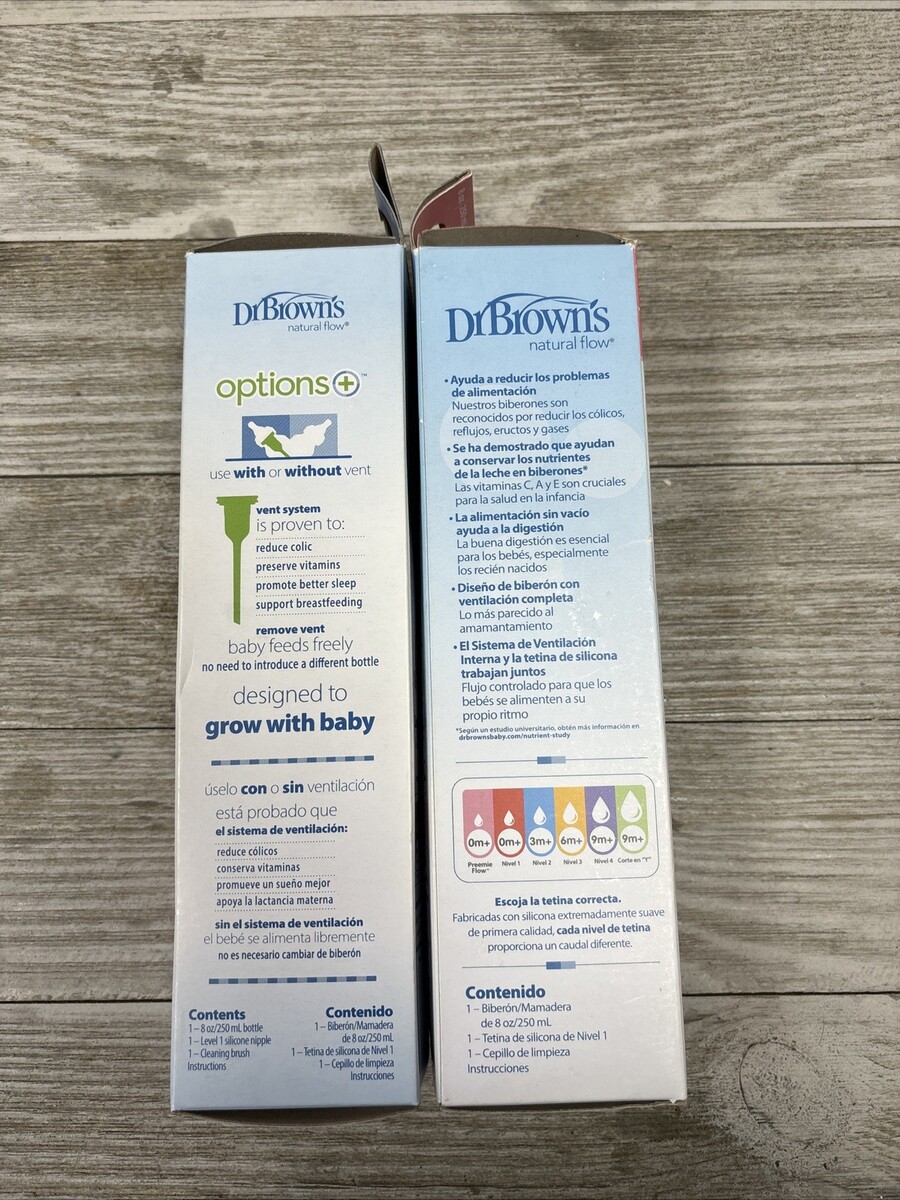 Dr Brown's
natural flow®
options+™
use with or without vent
vent system
is proven to:
reduce colic
preserve vitamins
promote better sleep
support breastfeeding
remove vent
baby feeds freely
no need to introduce a different bottle
designed to
grow with baby
úselo con o sin ventilación
está probado que
el sistema de ventilación:
reduce cólicos
conserva vitaminas
promueve un sueño mejor
apoya la lactancia materna
sin el sistema de ventilación
el bebé se alimenta libremente
no es necesario cambiar de biberón
Contents
1 – 8 oz/250 mL bottle
1 – Level 1 silicone nipple
1 – Cleaning brush
Instructions
Contenido
1 – Biberón/Mamadera
de 8 oz/250 mL
1 – Tetina de silicona de Nivel 1
1 – Cepillo de limpieza
Instrucciones
Dr Brown's
natural flow®
• Ayuda a reducir los problemas
de alimentación
Nuestros biberones son
reconocidos por reducir los cólicos,
reflujos, eructos y gases
• Se ha demostrado que ayudan
a conservar los nutrientes
de la leche en biberones*
Las vitaminas C, A y E son cruciales
para la salud en la infancia
• La alimentación sin vacío
ayuda a la digestión
La buena digestión es esencial
para los bebés, especialmente
los recién nacidos
• Diseño de biberón con
ventilación completa
Lo más parecido al
amamantamiento
• El Sistema de Ventilación
Interna y la tetina de silicona
trabajan juntos
Flujo controlado para que los
bebés se alimenten a su
propio ritmo
*Según un estudio universitario, obtén más información en
drbrownsbaby.com/nutrient-study
0m+ 0m+ 3m+ 6m+ 9m+ 9m+
Preemie Flow™ Nivel 1 Nivel 2 Nivel 3 Nivel 4 Corte en "Y"
Escoja la tetina correcta.
Fabricadas con silicona extremadamente suave
de primera calidad, cada nivel de tetina
proporciona un caudal diferente.
Contenido
1 – Biberón/Mamadera
de 8 oz/250 mL
1 – Tetina de silicona de Nivel 1
1 – Cepillo de limpieza
Instrucciones